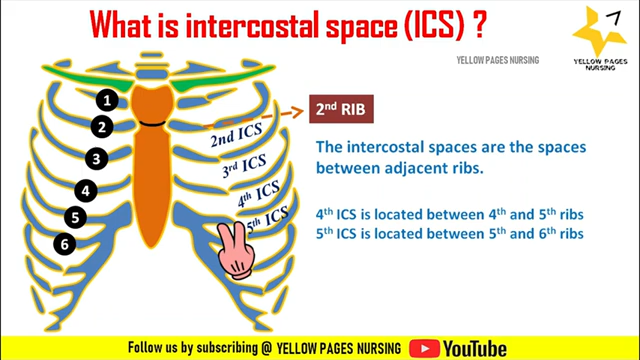 What is intercostal space (ICS) ?
YELLOW PAGES NURSING
YELLOW PAGES
NURSING
1
2
3
4
5
6
2nd RIB
2nd ICS
3rd ICS
4th ICS
5th ICS
The intercostal spaces are the spaces
between adjacent ribs.
4th ICS is located between 4th and 5th ribs
5th ICS is located between 5th and 6th ribs
Follow us by subscribing @ YELLOW PAGES NURSING YouTube